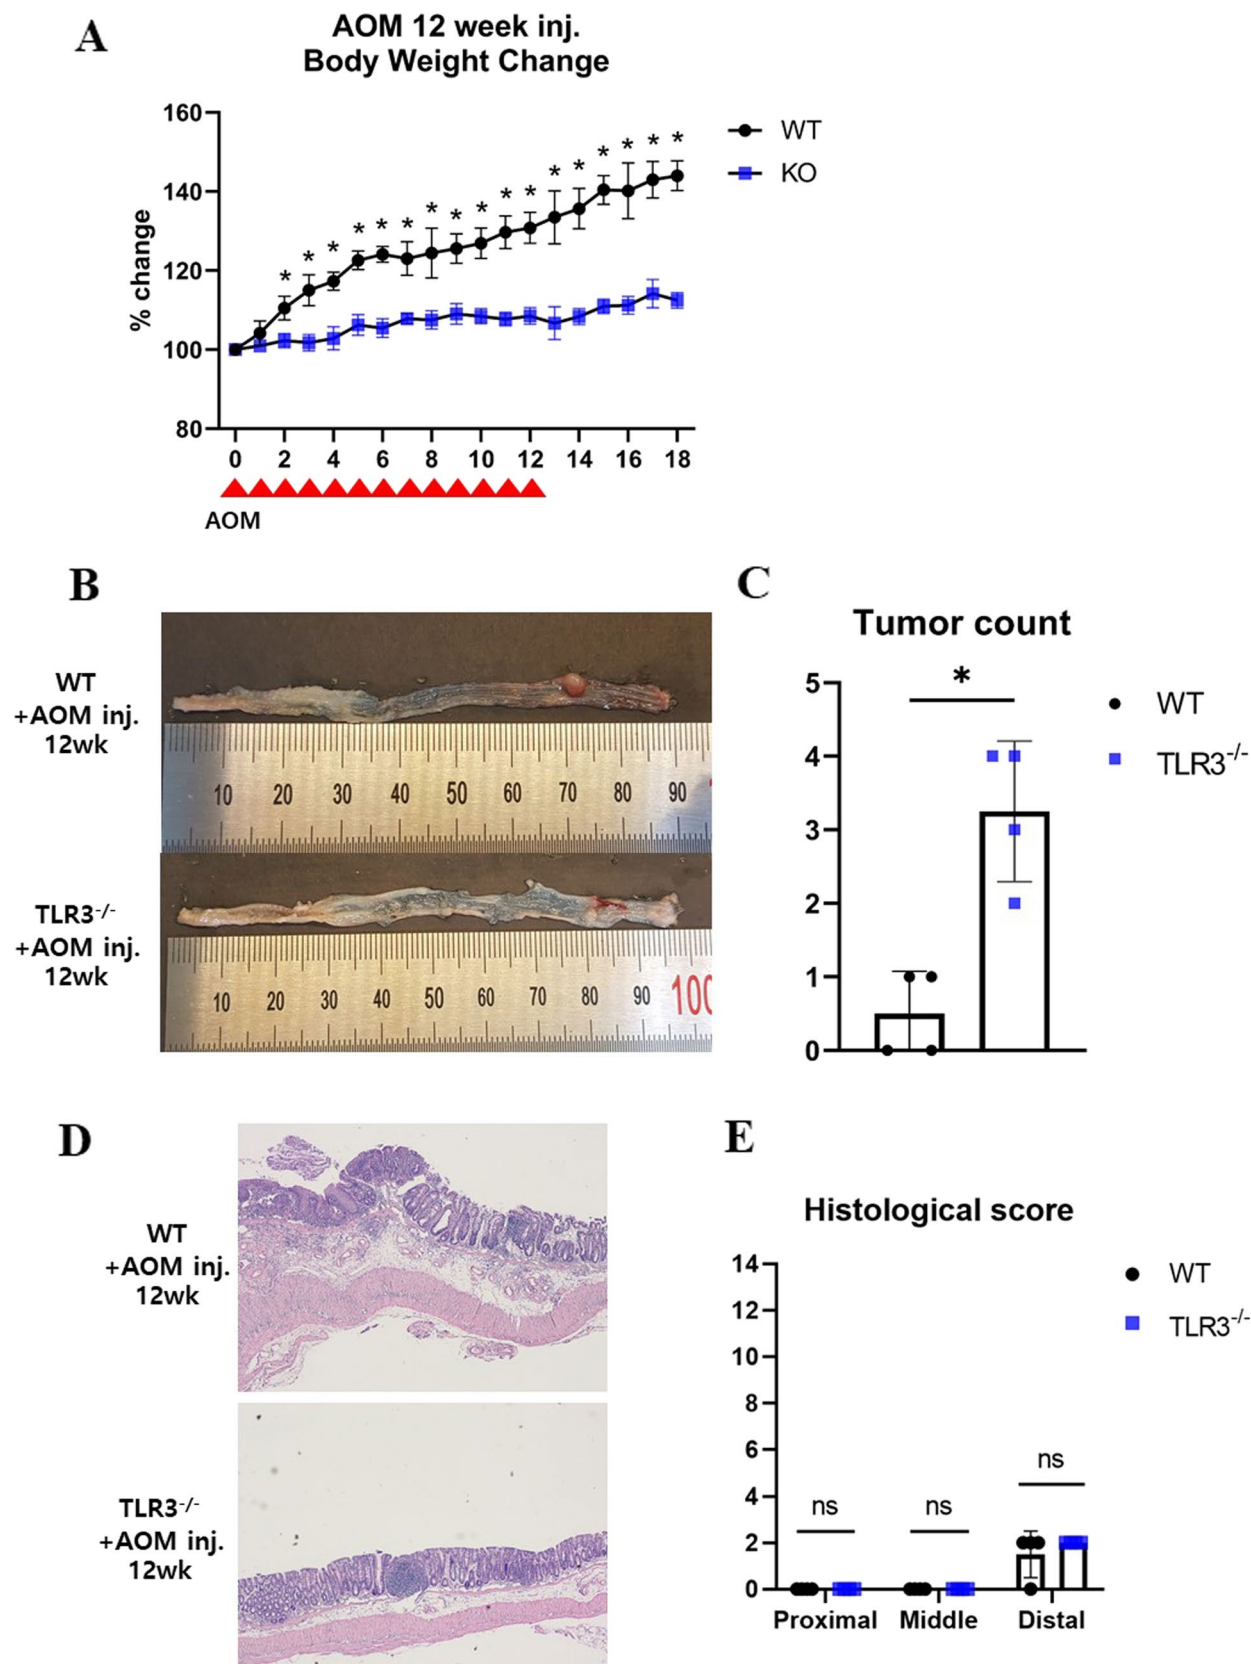 A
AOM 12 week inj.
Body Weight Change
160
140
120
100
80
% change
* * * * * * * * * * * * * * * * *
WT
KO
0 2 4 6 8 10 12 14 16 18
AOM
B
WT
+AOM inj.
12wk
10 20 30 40 50 60 70 80 90
TLR3-/-
+AOM inj.
12wk
10 20 30 40 50 60 70 80 90 100
C
Tumor count
*
5
4
3
2
1
0
WT
TLR3-/-
D
WT
+AOM inj.
12wk
TLR3-/-
+AOM inj.
12wk
E
Histological score
14
12
10
8
6
4
2
0
ns ns ns
WT
TLR3-/-
Proximal Middle Distal